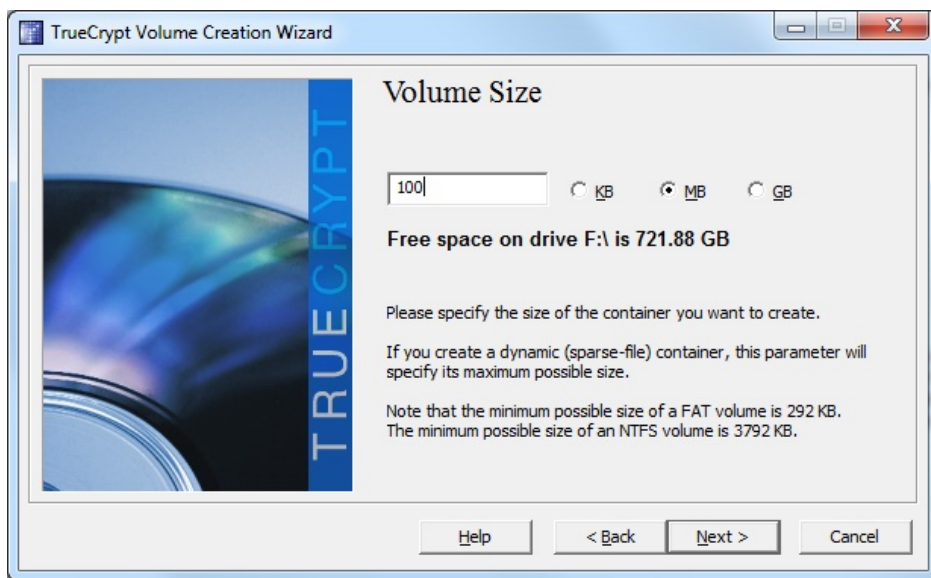 TrueCrypt Volume Creation Wizard
TRUECRYPT
Volume Size
100 KB MB GB
Free space on drive F:\ is 721.88 GB
Please specify the size of the container you want to create.
If you create a dynamic (sparse-file) container, this parameter will
specify its maximum possible size.
Note that the minimum possible size of a FAT volume is 292 KB.
The minimum possible size of an NTFS volume is 3792 KB.
Help < Back Next > Cancel